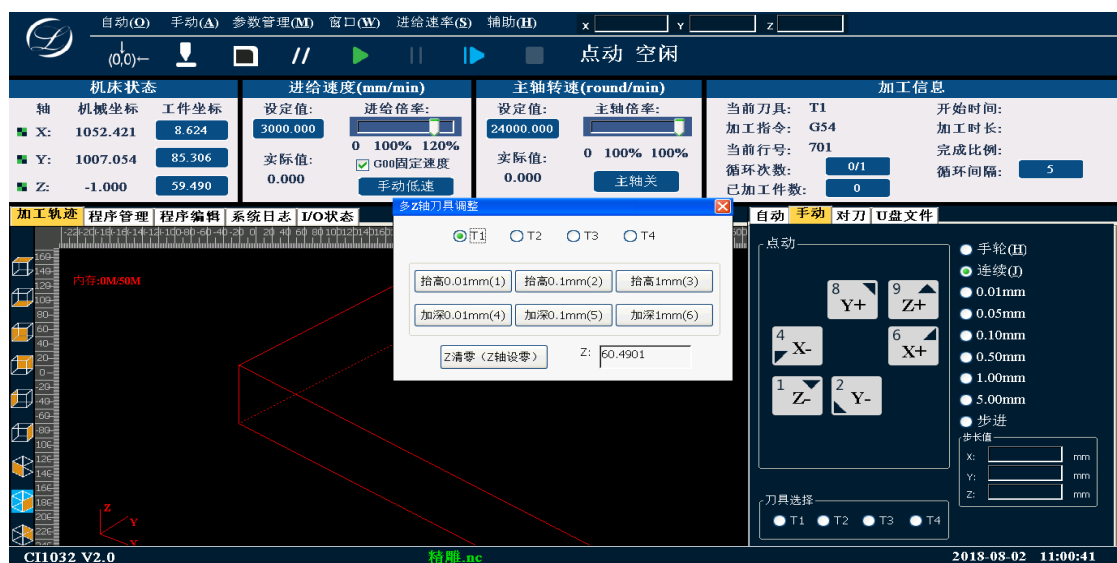 自动(O) 手动(A) 参数管理(M) 窗口(W) 进给速率(S) 辅助(H) X Y Z
(0,0) 点动 空闲
机床状态 进给速度(mm/min) 主轴转速(round/min) 加工信息
轴 机械坐标 工件坐标 设定值: 进给倍率: 设定值: 主轴倍率: 当前刀具: T1 开始时间:
X: 1052.421 8.624 3000.000 24000.000 加工指令: G54 加工时长:
0 100% 120% 0 100% 100% 当前行号: 701 完成比例:
Y: 1007.054 85.306 实际值: G00固定速度 实际值: 循环次数: 0/1 循环间隔: 5
Z: -1.000 59.490 0.000 手动低速 0.000 主轴关 已加工件数: 0
加工轨迹 程序管理 程序编辑 系统日志 I/O状态
多Z轴刀具调整
T1 T2 T3 T4
抬高0.01mm(1) 抬高0.1mm(2) 抬高1mm(3)
加深0.01mm(4) 加深0.1mm(5) 加深1mm(6)
Z清零(Z轴设零) Z: 60.4901
内存:0M/50M
Z
Y
自动 手动 对刀 U盘文件
点动
8 Y+ 9 Z+
4 X- 6 X+
1 Z- 2 Y-
手轮(H)
连续(J)
0.01mm
0.05mm
0.10mm
0.50mm
1.00mm
5.00mm
步进
步长值
X: mm
Y: mm
Z: mm
刀具选择
T1 T2 T3 T4
CI1032 V2.0 精雕.nc 2018-08-02 11:00:41